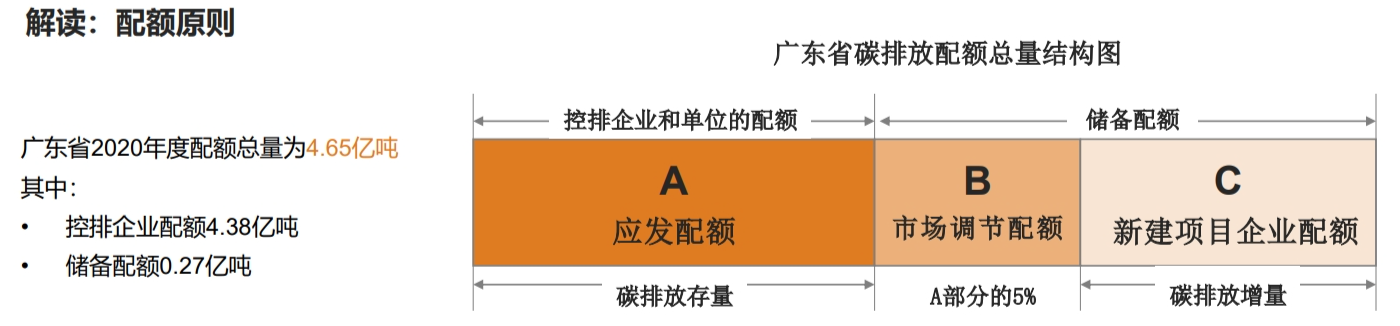 解读：配额原则
广东省2020年度配额总量为4.65亿吨
其中：
• 控排企业配额4.38亿吨
• 储备配额0.27亿吨
广东省碳排放配额总量结构图
控排企业和单位的配额 储备配额
A B C
应发配额 市场调节配额 新建项目企业配额
碳排放存量 A部分的5% 碳排放增量